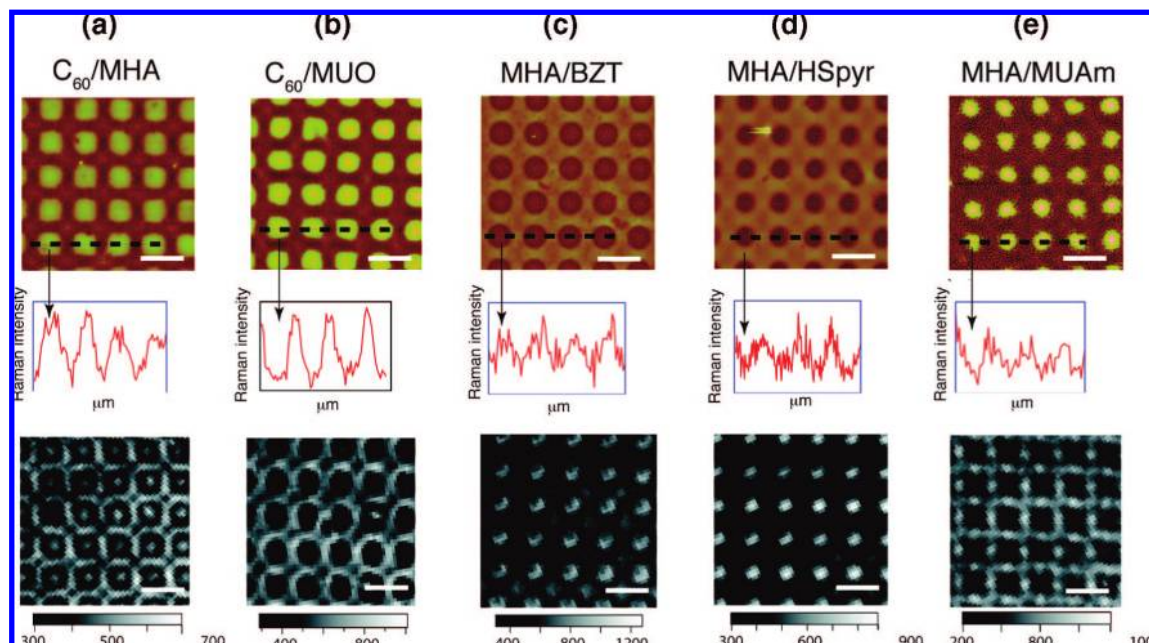 (a) (b) (c) (d) (e)
C60/MHA C60/MUO MHA/BZT MHA/HSpyr MHA/MUAm
Raman intensity Raman intensity Raman intensity Raman intensity Raman intensity
μm μm μm μm μm
300 500 700 400 800 400 800 1200 300 600 900 200 800